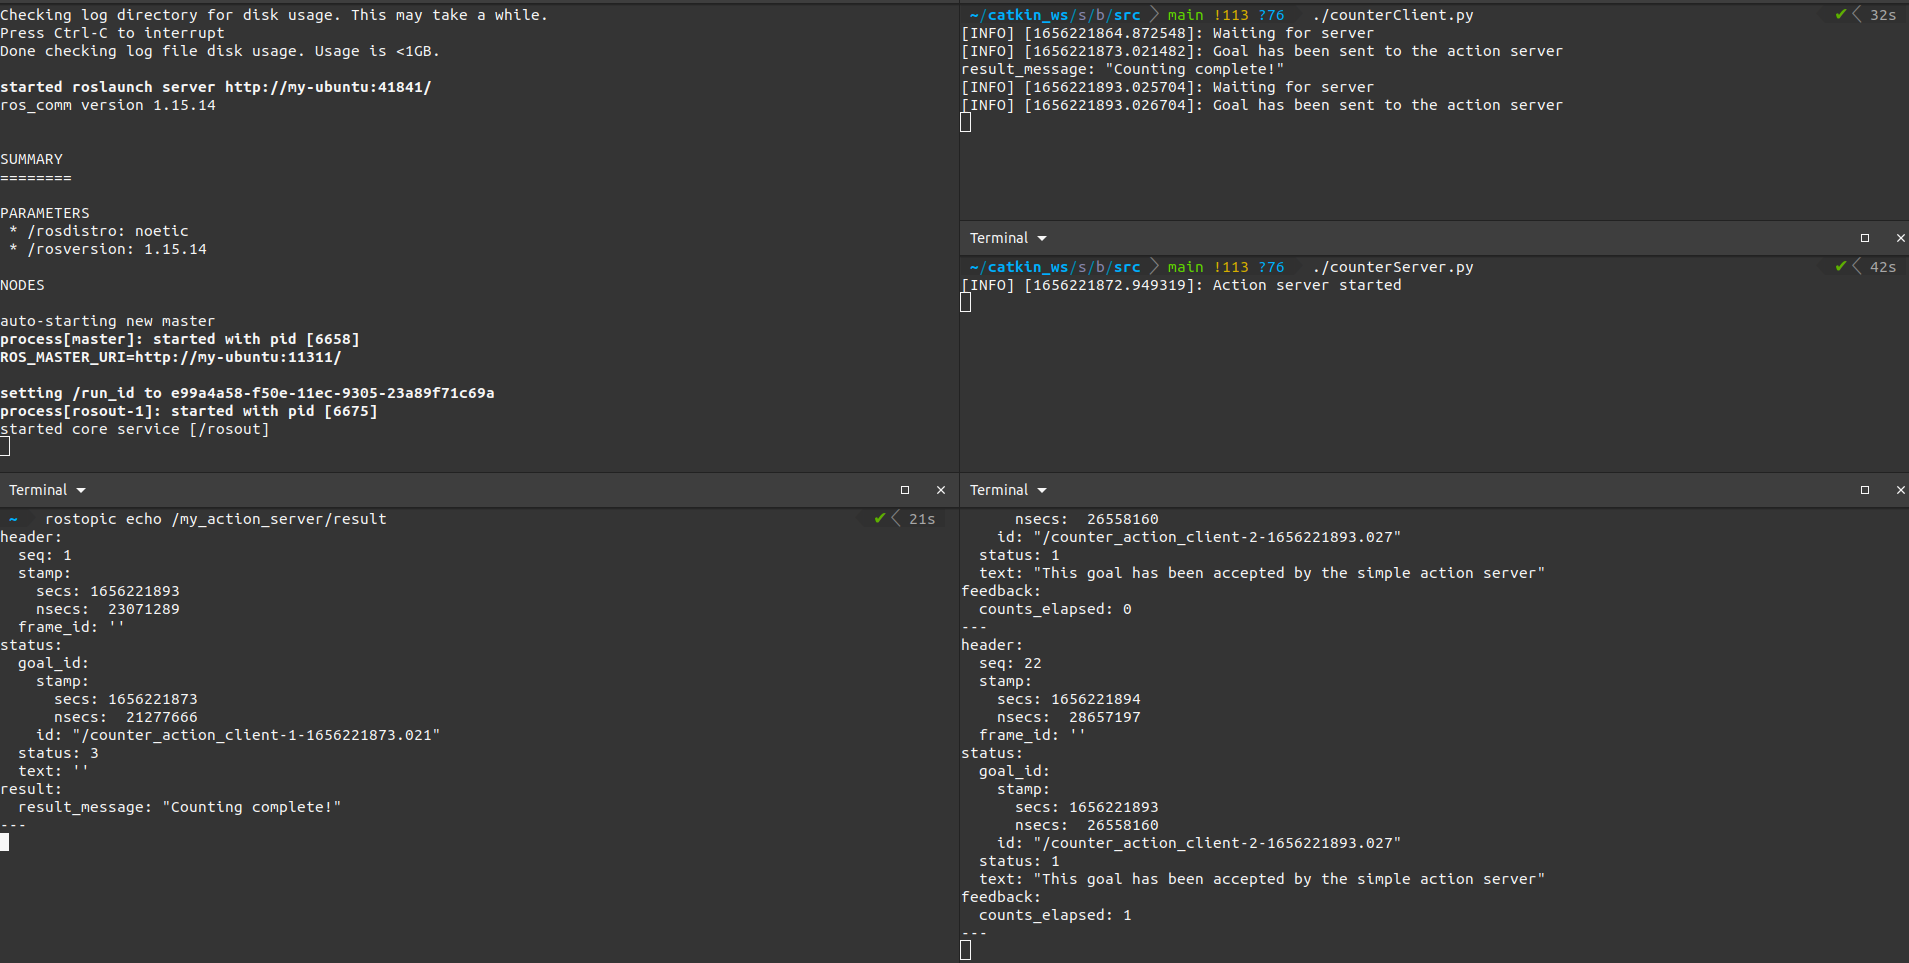 Checking log directory for disk usage. This may take a while.
Press Ctrl-C to interrupt
Done checking log file disk usage. Usage is <1GB.
started roslaunch server http://my-ubuntu:41841/
ros_comm version 1.15.14
SUMMARY
========
PARAMETERS
 * /rosdistro: noetic
 * /rosversion: 1.15.14
NODES
auto-starting new master
process[master]: started with pid [6658]
ROS_MASTER_URI=http://my-ubuntu:11311/
setting /run_id to e99a4a58-f50e-11ec-9305-23a89f71c69a
process[rosout-1]: started with pid [6675]
started core service [/rosout]
~/catkin_ws/s/b/src main !113 ?76 ./counterClient.py ✔ 32s
[INFO] [1656221864.872548]: Waiting for server
[INFO] [1656221873.021482]: Goal has been sent to the action server
result_message: "Counting complete!"
[INFO] [1656221893.025704]: Waiting for server
[INFO] [1656221893.026704]: Goal has been sent to the action server
Terminal
~/catkin_ws/s/b/src main !113 ?76 ./counterServer.py ✔ 42s
[INFO] [1656221872.949319]: Action server started
Terminal
~ rostopic echo /my_action_server/result ✔ 21s
header:
  seq: 1
  stamp:
    secs: 1656221893
    nsecs:  23071289
  frame_id: ''
status:
  goal_id:
    stamp:
      secs: 1656221873
      nsecs:  21277666
    id: "/counter_action_client-1-1656221873.021"
  status: 3
  text: ''
result:
  result_message: "Counting complete!"
---
Terminal
      nsecs:  26558160
    id: "/counter_action_client-2-1656221893.027"
  status: 1
  text: "This goal has been accepted by the simple action server"
feedback:
  counts_elapsed: 0
---
header:
  seq: 22
  stamp:
    secs: 1656221894
    nsecs:  28657197
  frame_id: ''
status:
  goal_id:
    stamp:
      secs: 1656221893
      nsecs:  26558160
    id: "/counter_action_client-2-1656221893.027"
  status: 1
  text: "This goal has been accepted by the simple action server"
feedback:
  counts_elapsed: 1
---